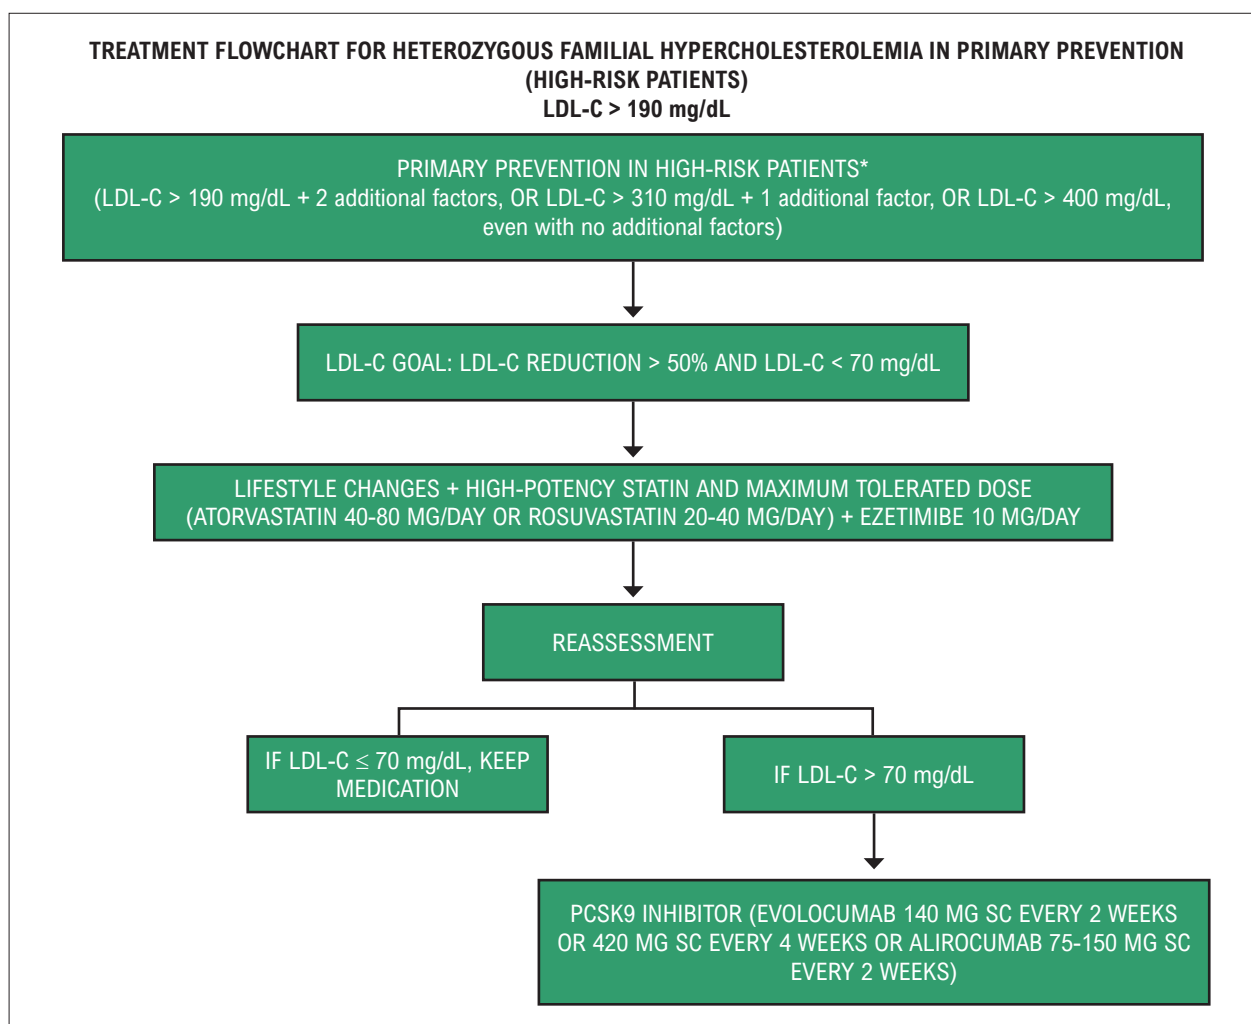 TREATMENT FLOWCHART FOR HETEROZYGOUS FAMILIAL HYPERCHOLESTEROLEMIA IN PRIMARY PREVENTION
(HIGH-RISK PATIENTS)
LDL-C > 190 mg/dL
PRIMARY PREVENTION IN HIGH-RISK PATIENTS*
(LDL-C > 190 mg/dL + 2 additional factors, OR LDL-C > 310 mg/dL + 1 additional factor, OR LDL-C > 400 mg/dL,
even with no additional factors)
LDL-C GOAL: LDL-C REDUCTION > 50% AND LDL-C < 70 mg/dL
LIFESTYLE CHANGES + HIGH-POTENCY STATIN AND MAXIMUM TOLERATED DOSE
(ATORVASTATIN 40-80 MG/DAY OR ROSUVASTATIN 20-40 MG/DAY) + EZETIMIBE 10 MG/DAY
REASSESSMENT
IF LDL-C ≤ 70 mg/dL, KEEP
MEDICATION
IF LDL-C > 70 mg/dL
PCSK9 INHIBITOR (EVOLOCUMAB 140 MG SC EVERY 2 WEEKS
OR 420 MG SC EVERY 4 WEEKS OR ALIROCUMAB 75-150 MG SC
EVERY 2 WEEKS)